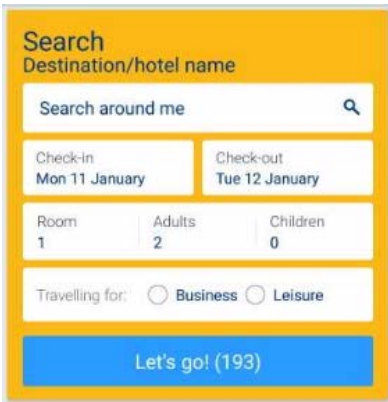 Search
Destination/hotel name
Search around me
Check-in Check-out
Mon 11 January Tue 12 January
Room Adults Children
1 2 0
Travelling for: Business Leisure
Let's go! (193)